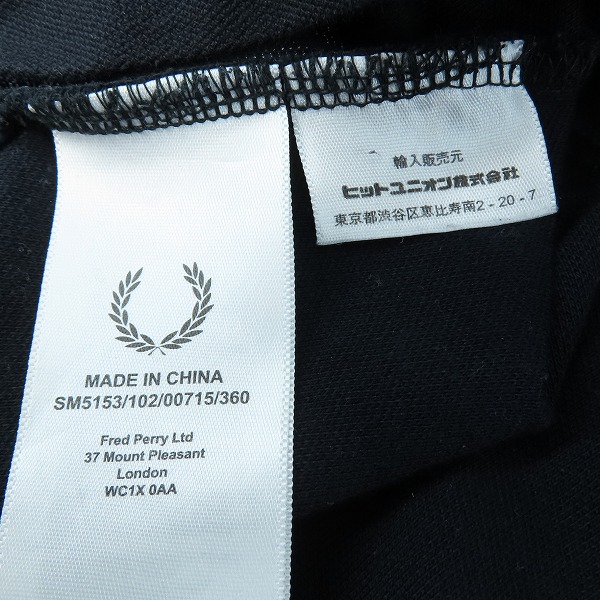 輸入販売元
ヒットユニオン株式会社
東京都渋谷区恵比寿南2-20-7
MADE IN CHINA
SM5153/102/00715/360
Fred Perry Ltd
37 Mount Pleasant
London
WC1X 0AA